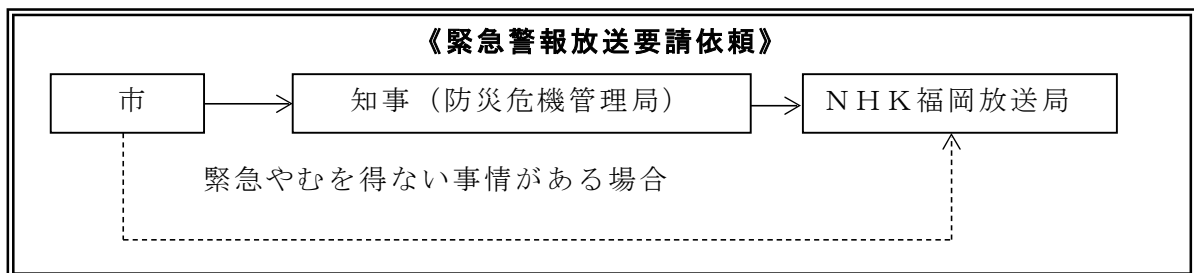 《緊急警報放送要請依頼》
市
知事（防災危機管理局）
ＮＨＫ福岡放送局
緊急やむを得ない事情がある場合